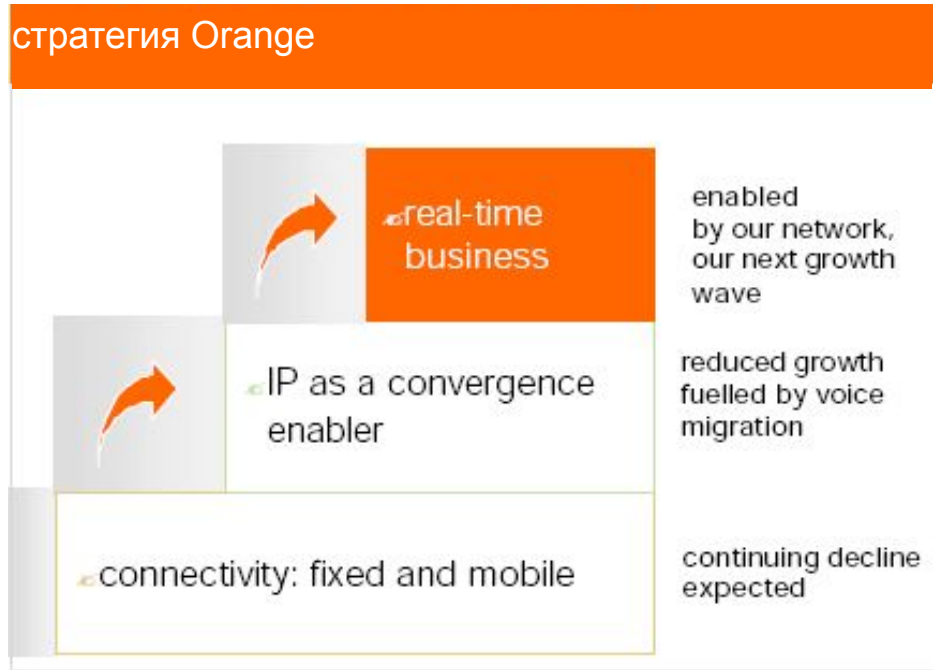 стратегия Orange
real-time
business
enabled
by our network,
our next growth
wave
IP as a convergence
enabler
reduced growth
fuelled by voice
migration
connectivity: fixed and mobile
continuing decline
expected